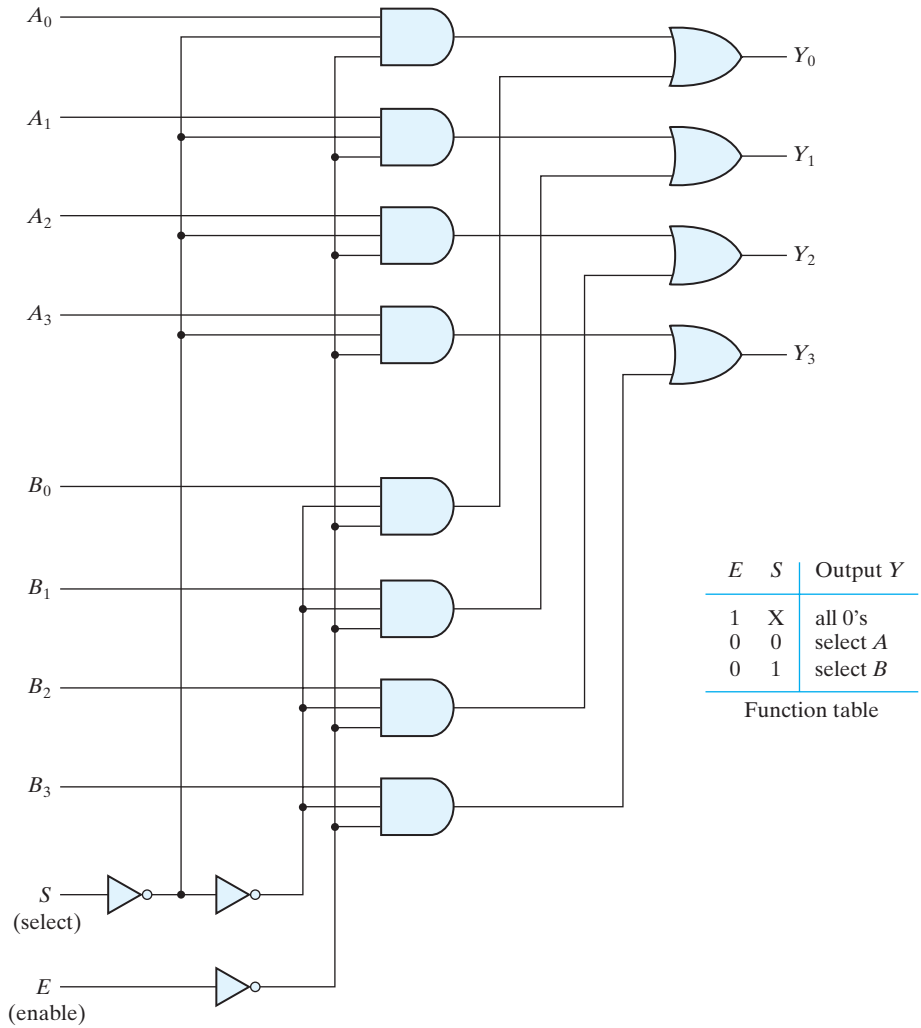 A0
Y0
A1
Y1
A2
Y2
A3
Y3
B0
B1
E S Output Y
1 X all 0's
0 0 select A
0 1 select B
Function table
B2
B3
S
(select)
E
(enable)